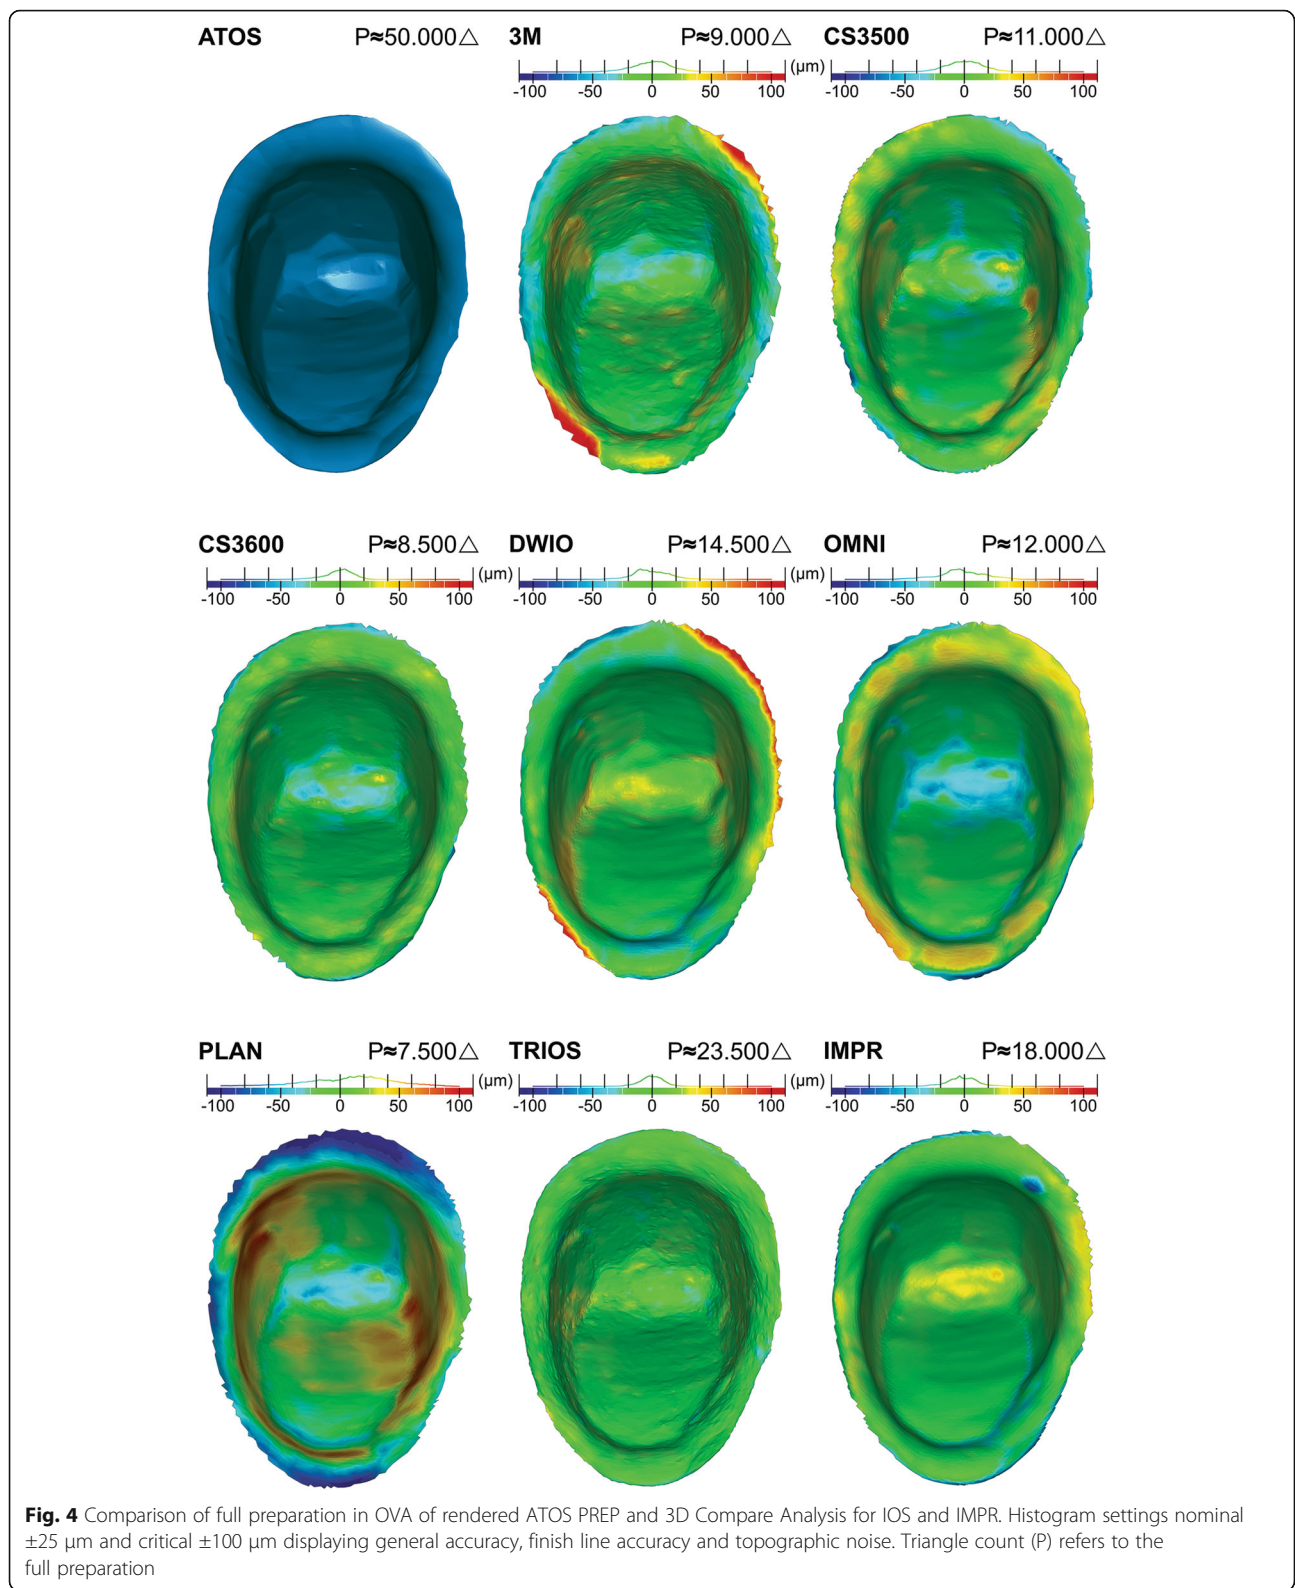 ATOS P≈50.000△ 3M P≈9.000△ CS3500 P≈11.000△
-100 -50 0 50 100 (µm) -100 -50 0 50 100
CS3600 P≈8.500△ DWIO P≈14.500△ OMNI P≈12.000△
-100 -50 0 50 100 (µm) -100 -50 0 50 100 (µm) -100 -50 0 50 100
PLAN P≈7.500△ TRIOS P≈23.500△ IMPR P≈18.000△
-100 -50 0 50 100 (µm) -100 -50 0 50 100 (µm) -100 -50 0 50 100
Fig. 4 Comparison of full preparation in OVA of rendered ATOS PREP and 3D Compare Analysis for IOS and IMPR. Histogram settings nominal
±25 µm and critical ±100 µm displaying general accuracy, finish line accuracy and topographic noise. Triangle count (P) refers to the
full preparation